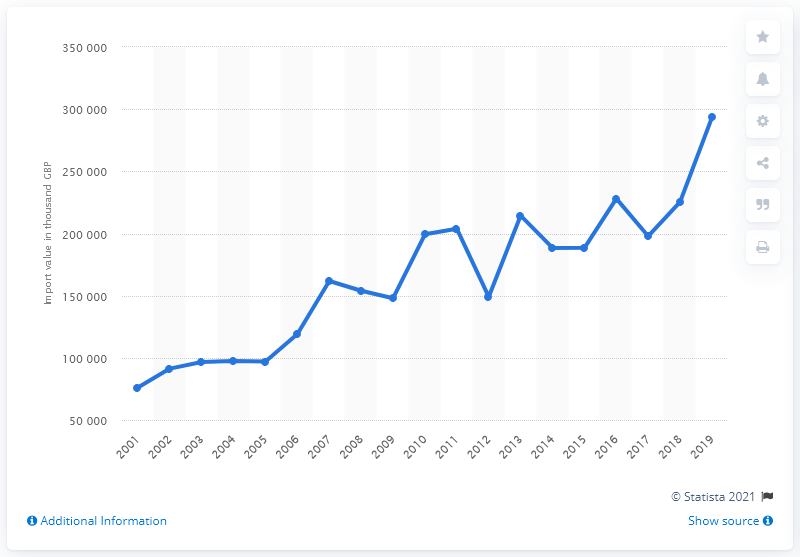 350 000
300 000
250 000
200 000
150 000
100 000
50 000
Import value in thousand GBP
2001 2002 2003 2004 2005 2006 2007 2008 2009 2010 2011 2012 2013 2014 2015 2016 2017 2018 2019
© Statista 2021
Additional Information
Show source